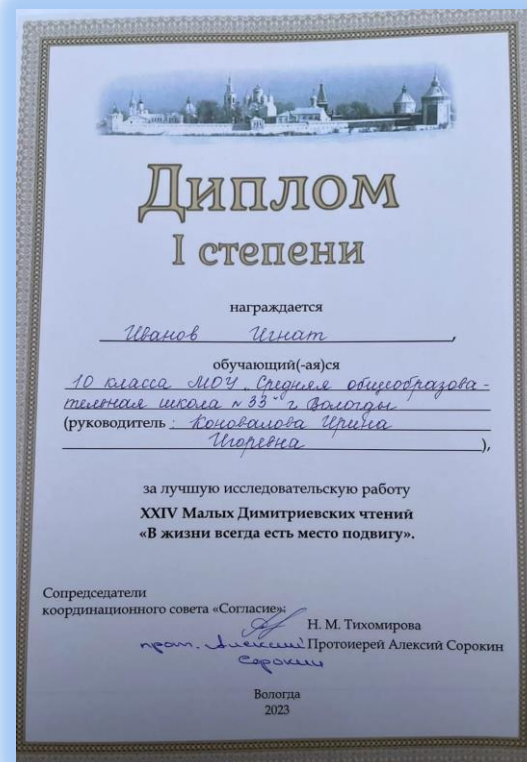 Диплом
I степени
награждается
Иванов Игнат,
обучающий(-ая)ся
10 класса МОУ „Средняя общеобразова-
тельная школа № 33" г. Вологды
(руководитель : Коновалова Ирина
Игоревна ),
за лучшую исследовательскую работу
XXIV Малых Димитриевских чтений
«В жизни всегда есть место подвигу».
Сопредседатели
координационного совета «Согласие»:
Н. М. Тихомирова
прот. Алексий Протоиерей Алексий Сорокин
Сорокин
Вологда
2023